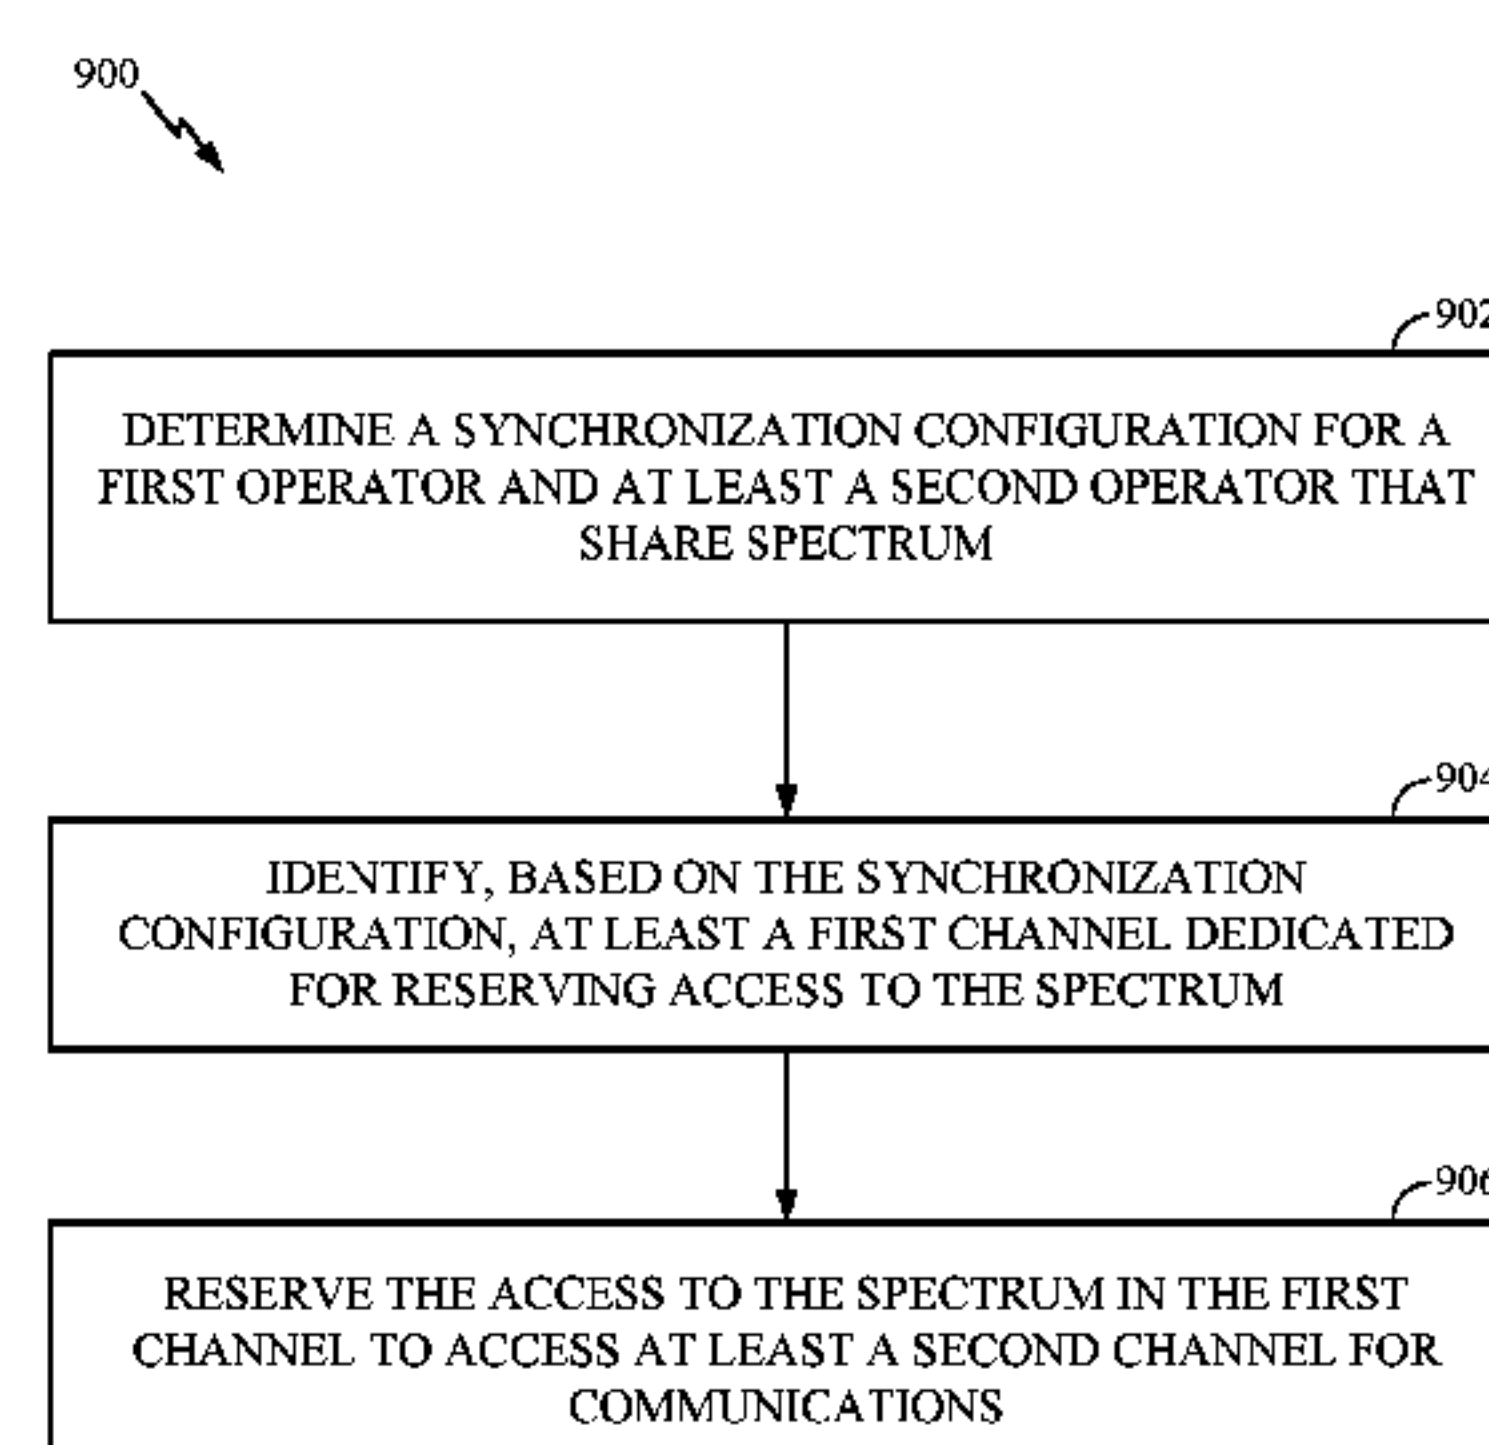 900
902
DETERMINE A SYNCHRONIZATION CONFIGURATION FOR A
FIRST OPERATOR AND AT LEAST A SECOND OPERATOR THAT
SHARE SPECTRUM
904
IDENTIFY, BASED ON THE SYNCHRONIZATION
CONFIGURATION, AT LEAST A FIRST CHANNEL DEDICATED
FOR RESERVING ACCESS TO THE SPECTRUM
906
RESERVE THE ACCESS TO THE SPECTRUM IN THE FIRST
CHANNEL TO ACCESS AT LEAST A SECOND CHANNEL FOR
COMMUNICATIONS